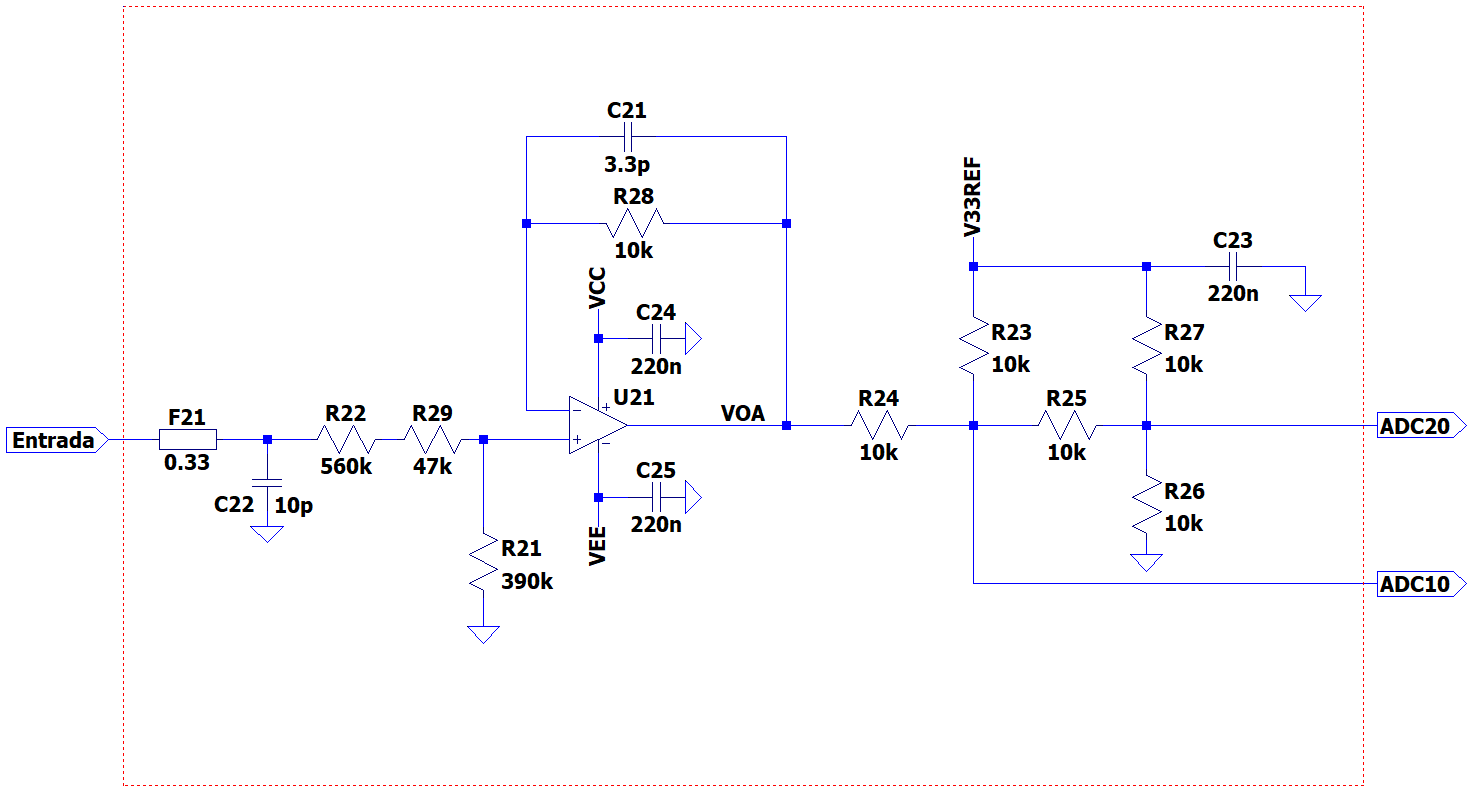 C21
3.3p
R28
10k
VCC
C24
220n
U21
VOA
C25
220n
VEE
Entrada
F21
0.33
C22 10p
R22
560k
R29
47k
R21
390k
V33REF
C23
220n
R23
10k
R27
10k
R24
10k
R25
10k
R26
10k
ADC20
ADC10